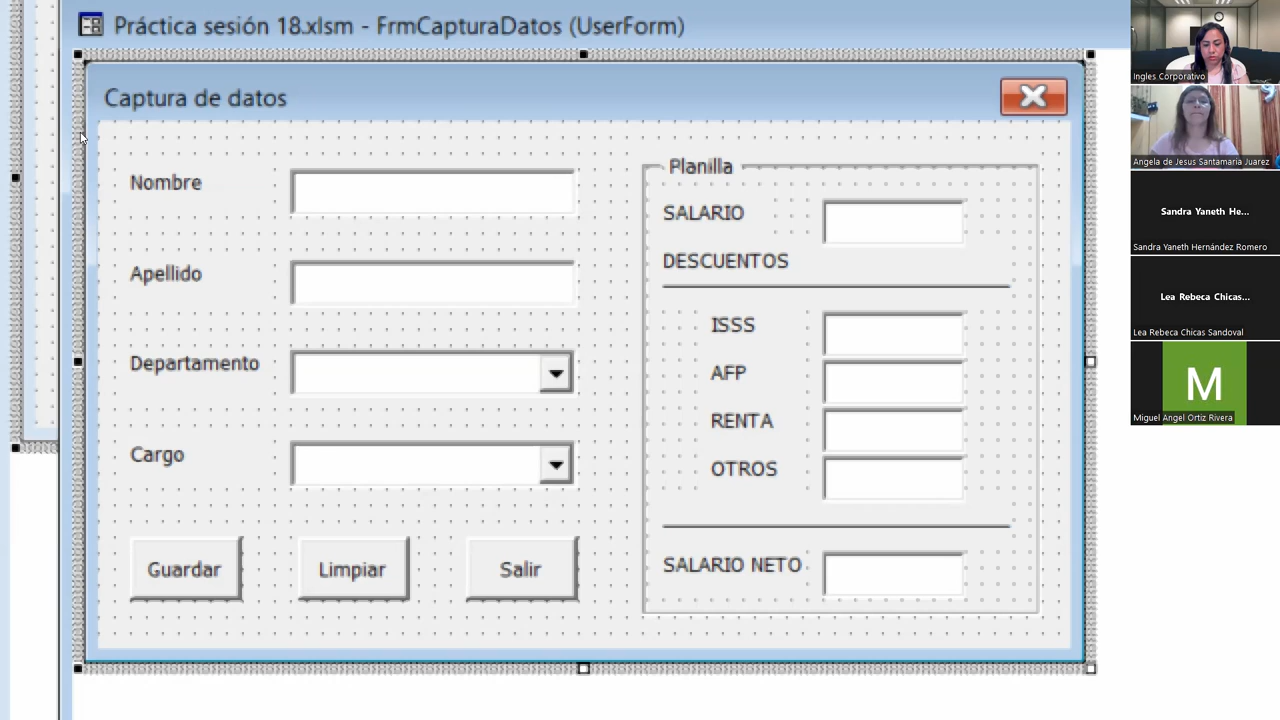 Práctica sesión 18.xlsm - FrmCapturaDatos (UserForm)
Captura de datos
Nombre
Apellido
Departamento
Cargo
Guardar
Limpiar
Salir
Planilla
SALARIO
DESCUENTOS
ISSS
AFP
RENTA
OTROS
SALARIO NETO
Ingles Corporativo
Angela de Jesus Santamaría Juarez
Sandra Yaneth He...
Sandra Yaneth Hernández Romero
Lea Rebeca Chicas...
Lea Rebeca Chicas Sandoval
M
Miguel Angel Ortiz Rivera